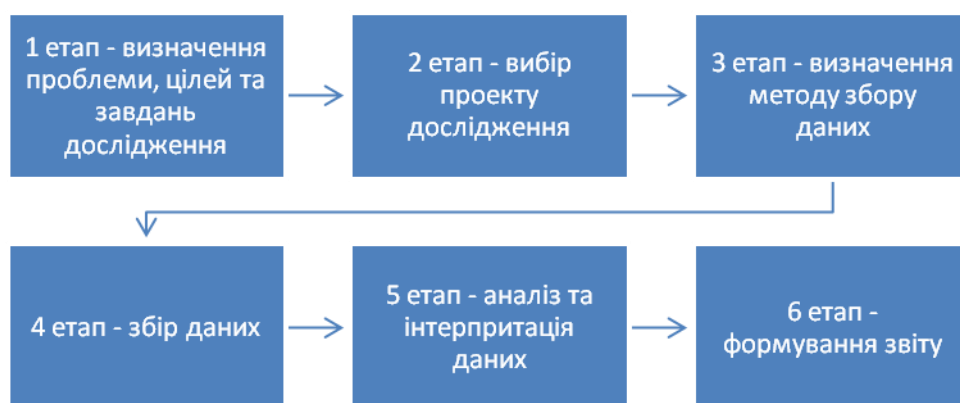 1 етап - визначення
проблеми, цілей та
завдань
дослідження
2 етап - вибір
проекту
дослідження
3 етап - визначення
методу збору
даних
4 етап - збір даних
5 етап - аналіз та
інтерпритація
даних
6 етап -
формування звіту